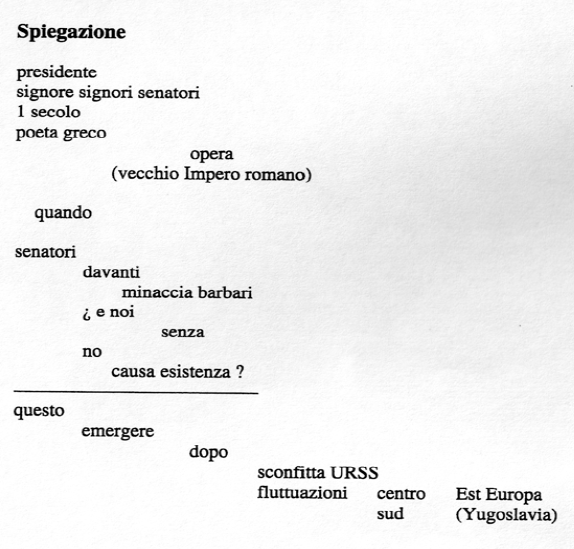 Spiegazione
presidente
signore signori senatori
1 secolo
poeta greco
opera
(vecchio Impero romano)
quando
senatori
davanti
minaccia barbari
¿ e noi
senza
no
causa esistenza ?
questo
emergere
dopo
sconfitta URSS
fluttuazioni centro Est Europa
sud (Yugoslavia)